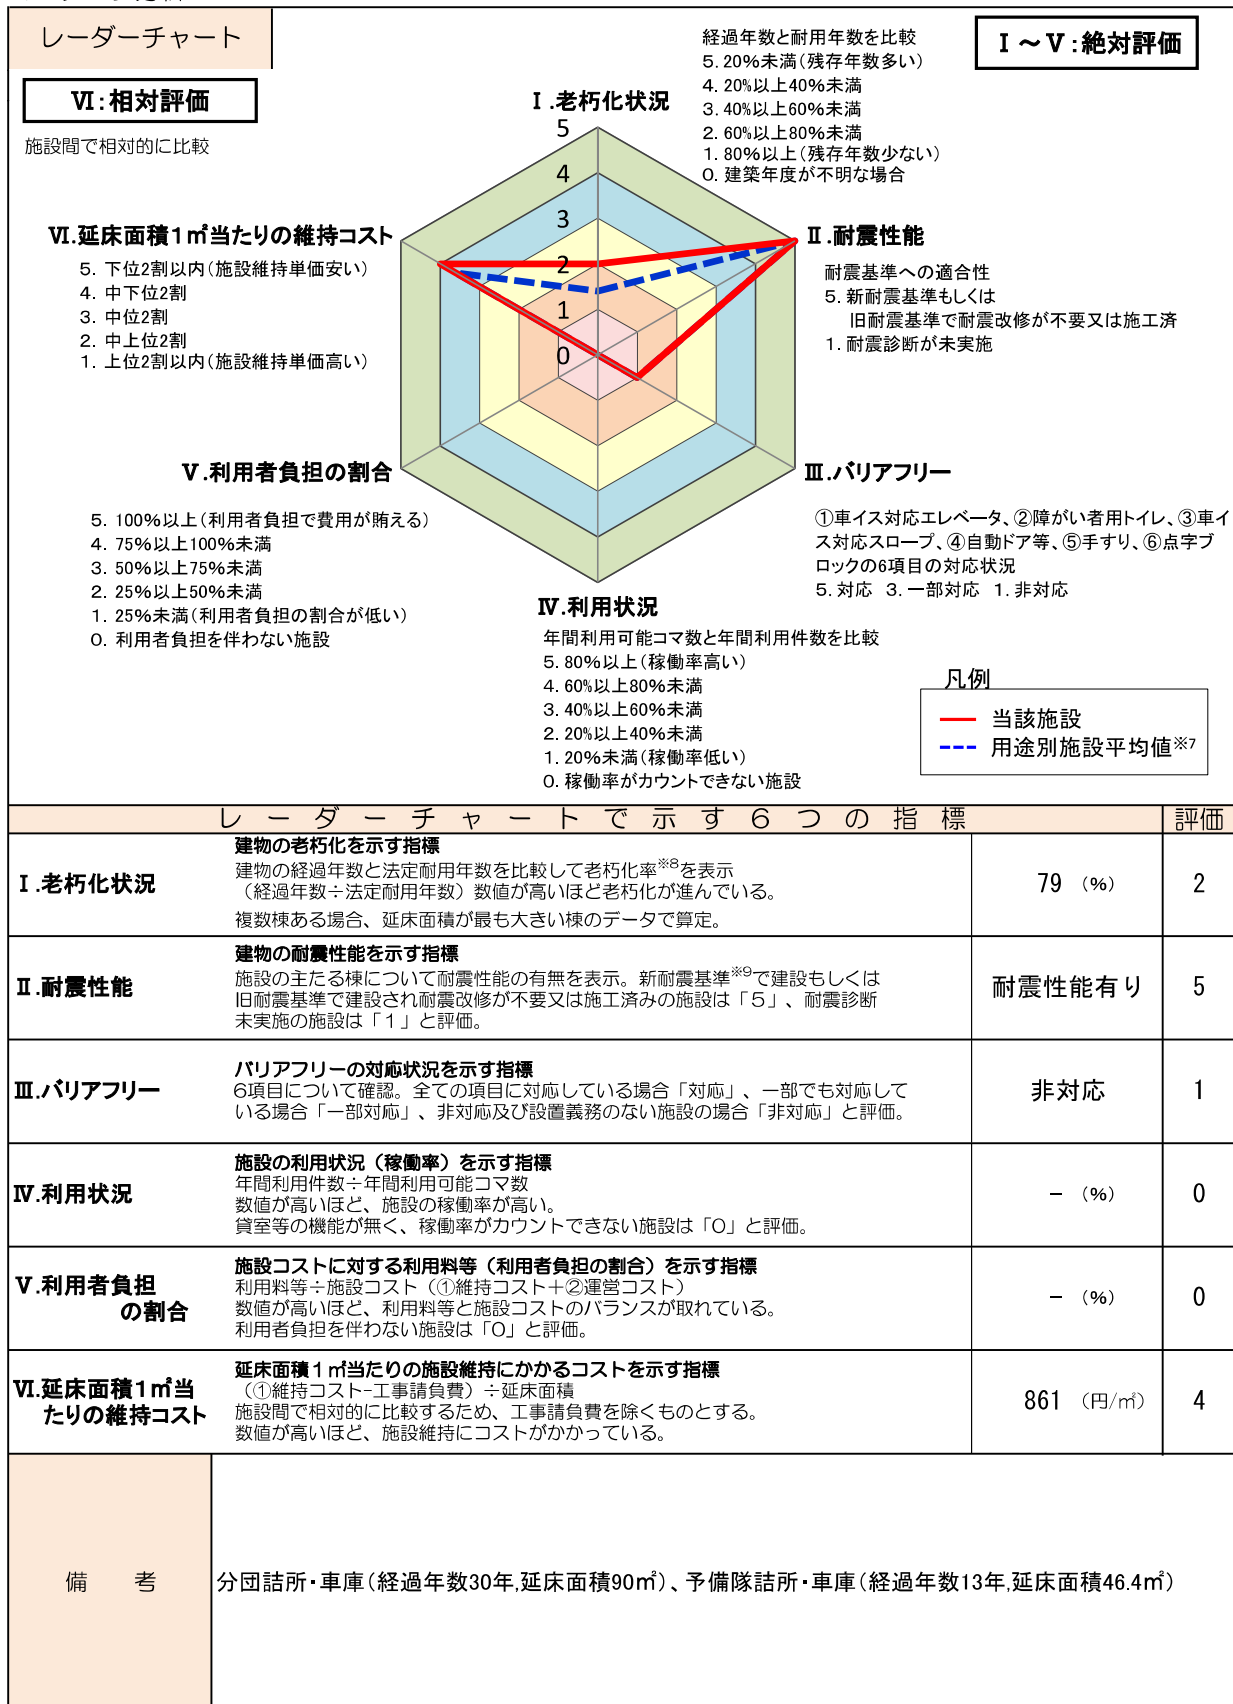 レーダーチャート
Ⅵ:相対評価
施設間で相対的に比較
Ⅰ～Ⅴ:絶対評価
経過年数と耐用年数を比較
5. 20%未満(残存年数多い)
4. 20%以上40%未満
3. 40%以上60%未満
2. 60%以上80%未満
1. 80%以上(残存年数少ない)
0. 建築年度が不明な場合
Ⅰ.老朽化状況
5
4
3
2
1
0
Ⅱ.耐震性能
耐震基準への適合性
5. 新耐震基準もしくは
旧耐震基準で耐震改修が不要又は施工済
1. 耐震診断が未実施
Ⅵ.延床面積1㎡当たりの維持コスト
5. 下位2割以内(施設維持単価安い)
4. 中下位2割
3. 中位2割
2. 中上位2割
1. 上位2割以内(施設維持単価高い)
Ⅴ.利用者負担の割合
5. 100%以上(利用者負担で費用が賄える)
4. 75%以上100%未満
3. 50%以上75%未満
2. 25%以上50%未満
1. 25%未満(利用者負担の割合が低い)
0. 利用者負担を伴わない施設
Ⅲ.バリアフリー
①車イス対応エレベータ、②障がい者用トイレ、③車イ
ス対応スロープ、④自動ドア等、⑤手すり、⑥点字ブ
ロックの6項目の対応状況
5. 対応 3. 一部対応 1. 非対応
Ⅳ.利用状況
年間利用可能コマ数と年間利用件数を比較
5. 80%以上(稼働率高い)
4. 60%以上80%未満
3. 40%以上60%未満
2. 20%以上40%未満
1. 20%未満(稼働率低い)
0. 稼働率がカウントできない施設
凡例
当該施設
用途別施設平均値※7
レーダーチャートで示す6つの指標 評価
Ⅰ.老朽化状況
建物の老朽化を示す指標
建物の経過年数と法定耐用年数を比較して老朽化率※8を表示
（経過年数÷法定耐用年数）数値が高いほど老朽化が進んでいる。
複数棟ある場合、延床面積が最も大きい棟のデータで算定。
79 (%) 2
Ⅱ.耐震性能
建物の耐震性能を示す指標
施設の主たる棟について耐震性能の有無を表示。新耐震基準※9で建設もしくは
旧耐震基準で建設され耐震改修が不要又は施工済みの施設は「5」、耐震診断
未実施の施設は「1」と評価。
耐震性能有り 5
Ⅲ.バリアフリー
バリアフリーの対応状況を示す指標
6項目について確認。全ての項目に対応している場合「対応」、一部でも対応して
いる場合「一部対応」、非対応及び設置義務のない施設の場合「非対応」と評価。
非対応 1
Ⅳ.利用状況
施設の利用状況（稼働率）を示す指標
年間利用件数÷年間利用可能コマ数
数値が高いほど、施設の稼働率が高い。
貸室等の機能が無く、稼働率がカウントできない施設は「0」と評価。
- (%) 0
Ⅴ.利用者負担
の割合
施設コストに対する利用料等（利用者負担の割合）を示す指標
利用料等÷施設コスト（①維持コスト+②運営コスト）
数値が高いほど、利用料等と施設コストのバランスが取れている。
利用者負担を伴わない施設は「0」と評価。
- (%) 0
Ⅵ.延床面積1㎡当
たりの維持コスト
延床面積1㎡当たりの施設維持にかかるコストを示す指標
（①維持コスト-工事請負費）÷延床面積
施設間で相対的に比較するため、工事請負費を除くものとする。
数値が高いほど、施設維持にコストがかかっている。
861 (円/㎡) 4
備 考
分団詰所・車庫(経過年数30年,延床面積90㎡)、予備隊詰所・車庫(経過年数13年,延床面積46.4㎡)